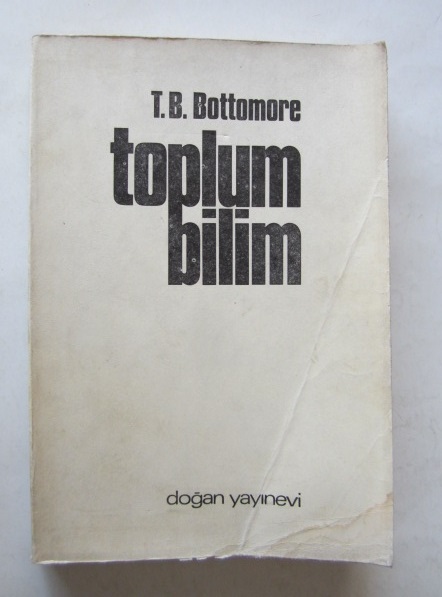 T.B. Bottomore
toplum
bilim
doğan yayınevi